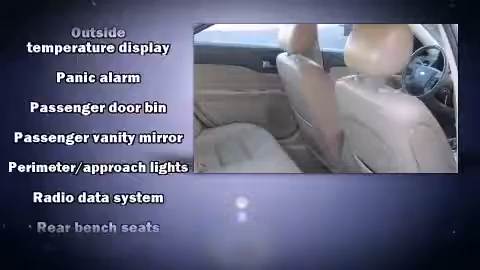 Outside
temperature display
Panic alarm
Passenger door bin
Passenger vanity mirror
Perimeter/approach lights
Radio data system
Rear bench seats